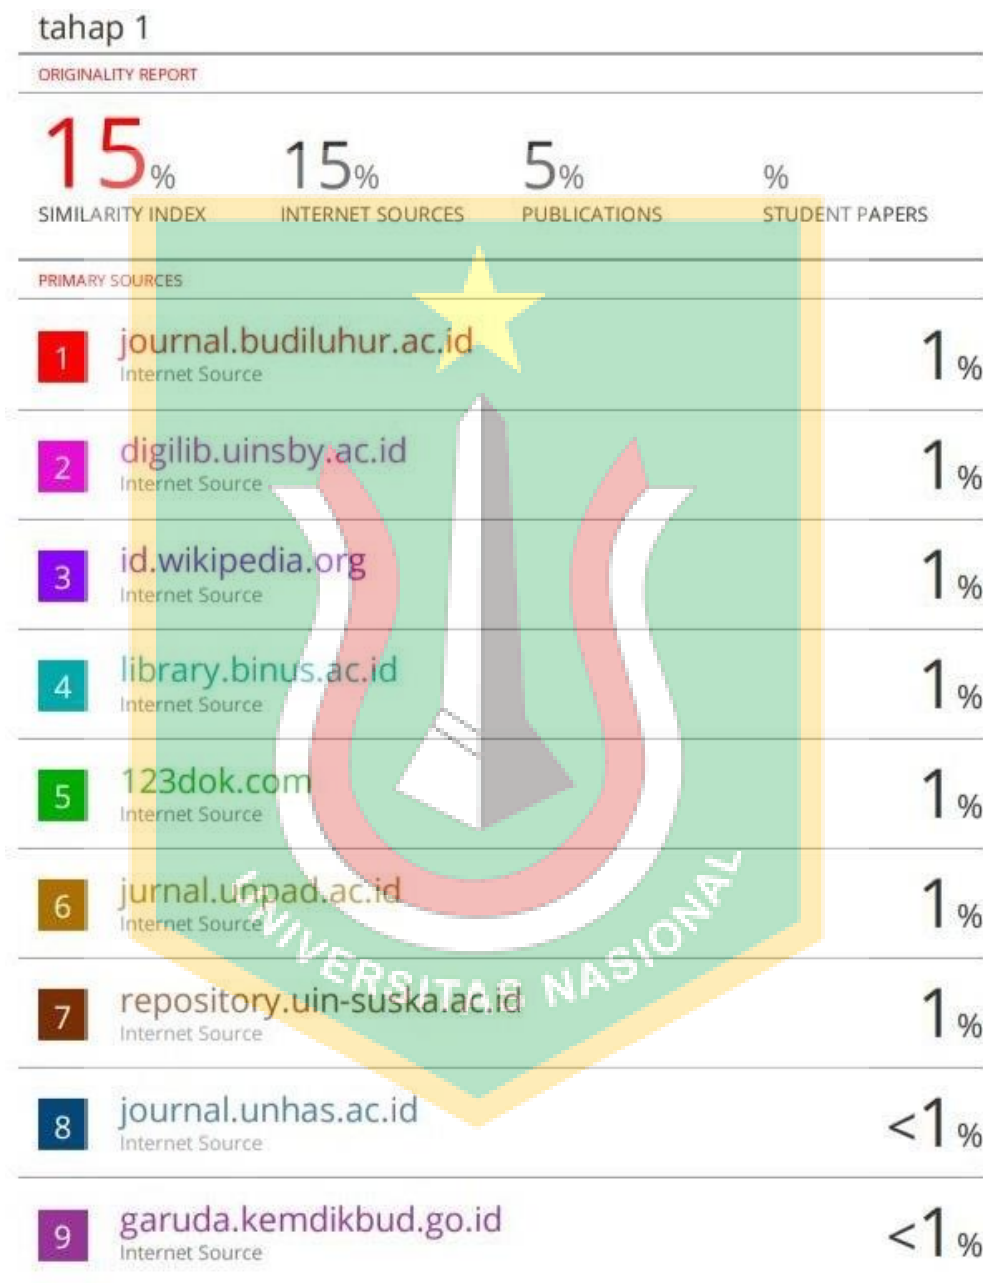 tahap 1
ORIGINALITY REPORT
15% 15% 5% %
SIMILARITY INDEX INTERNET SOURCES PUBLICATIONS STUDENT PAPERS
PRIMARY SOURCES
1 journal.budiluhur.ac.id 1%
Internet Source
2 digilib.uinsby.ac.id 1%
Internet Source
3 id.wikipedia.org 1%
Internet Source
4 library.binus.ac.id 1%
Internet Source
5 123dok.com 1%
Internet Source
6 jurnal.unpad.ac.id 1%
Internet Source
7 repository.uin-suska.ac.id 1%
Internet Source
8 journal.unhas.ac.id <1%
Internet Source
9 garuda.kemdikbud.go.id <1%
Internet Source
UNIVERSITAS NASIONAL